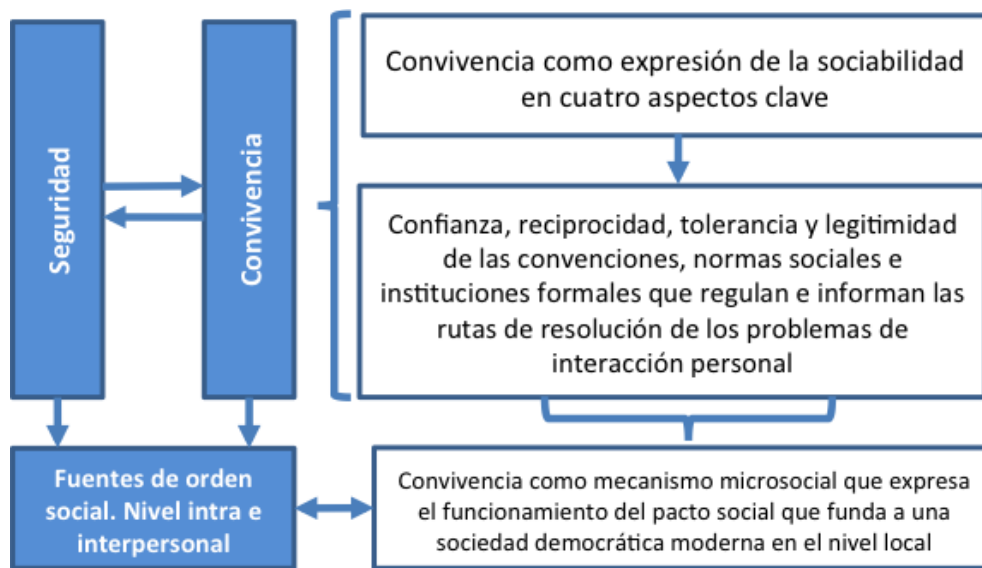 Seguridad
Convivencia
Convivencia como expresión de la sociabilidad
en cuatro aspectos clave
Confianza, reciprocidad, tolerancia y legitimidad
de las convenciones, normas sociales e
instituciones formales que regulan e informan las
rutas de resolución de los problemas de
interacción personal
Fuentes de orden
social. Nivel intra e
interpersonal
Convivencia como mecanismo microsocial que expresa
el funcionamiento del pacto social que funda a una
sociedad democrática moderna en el nivel local